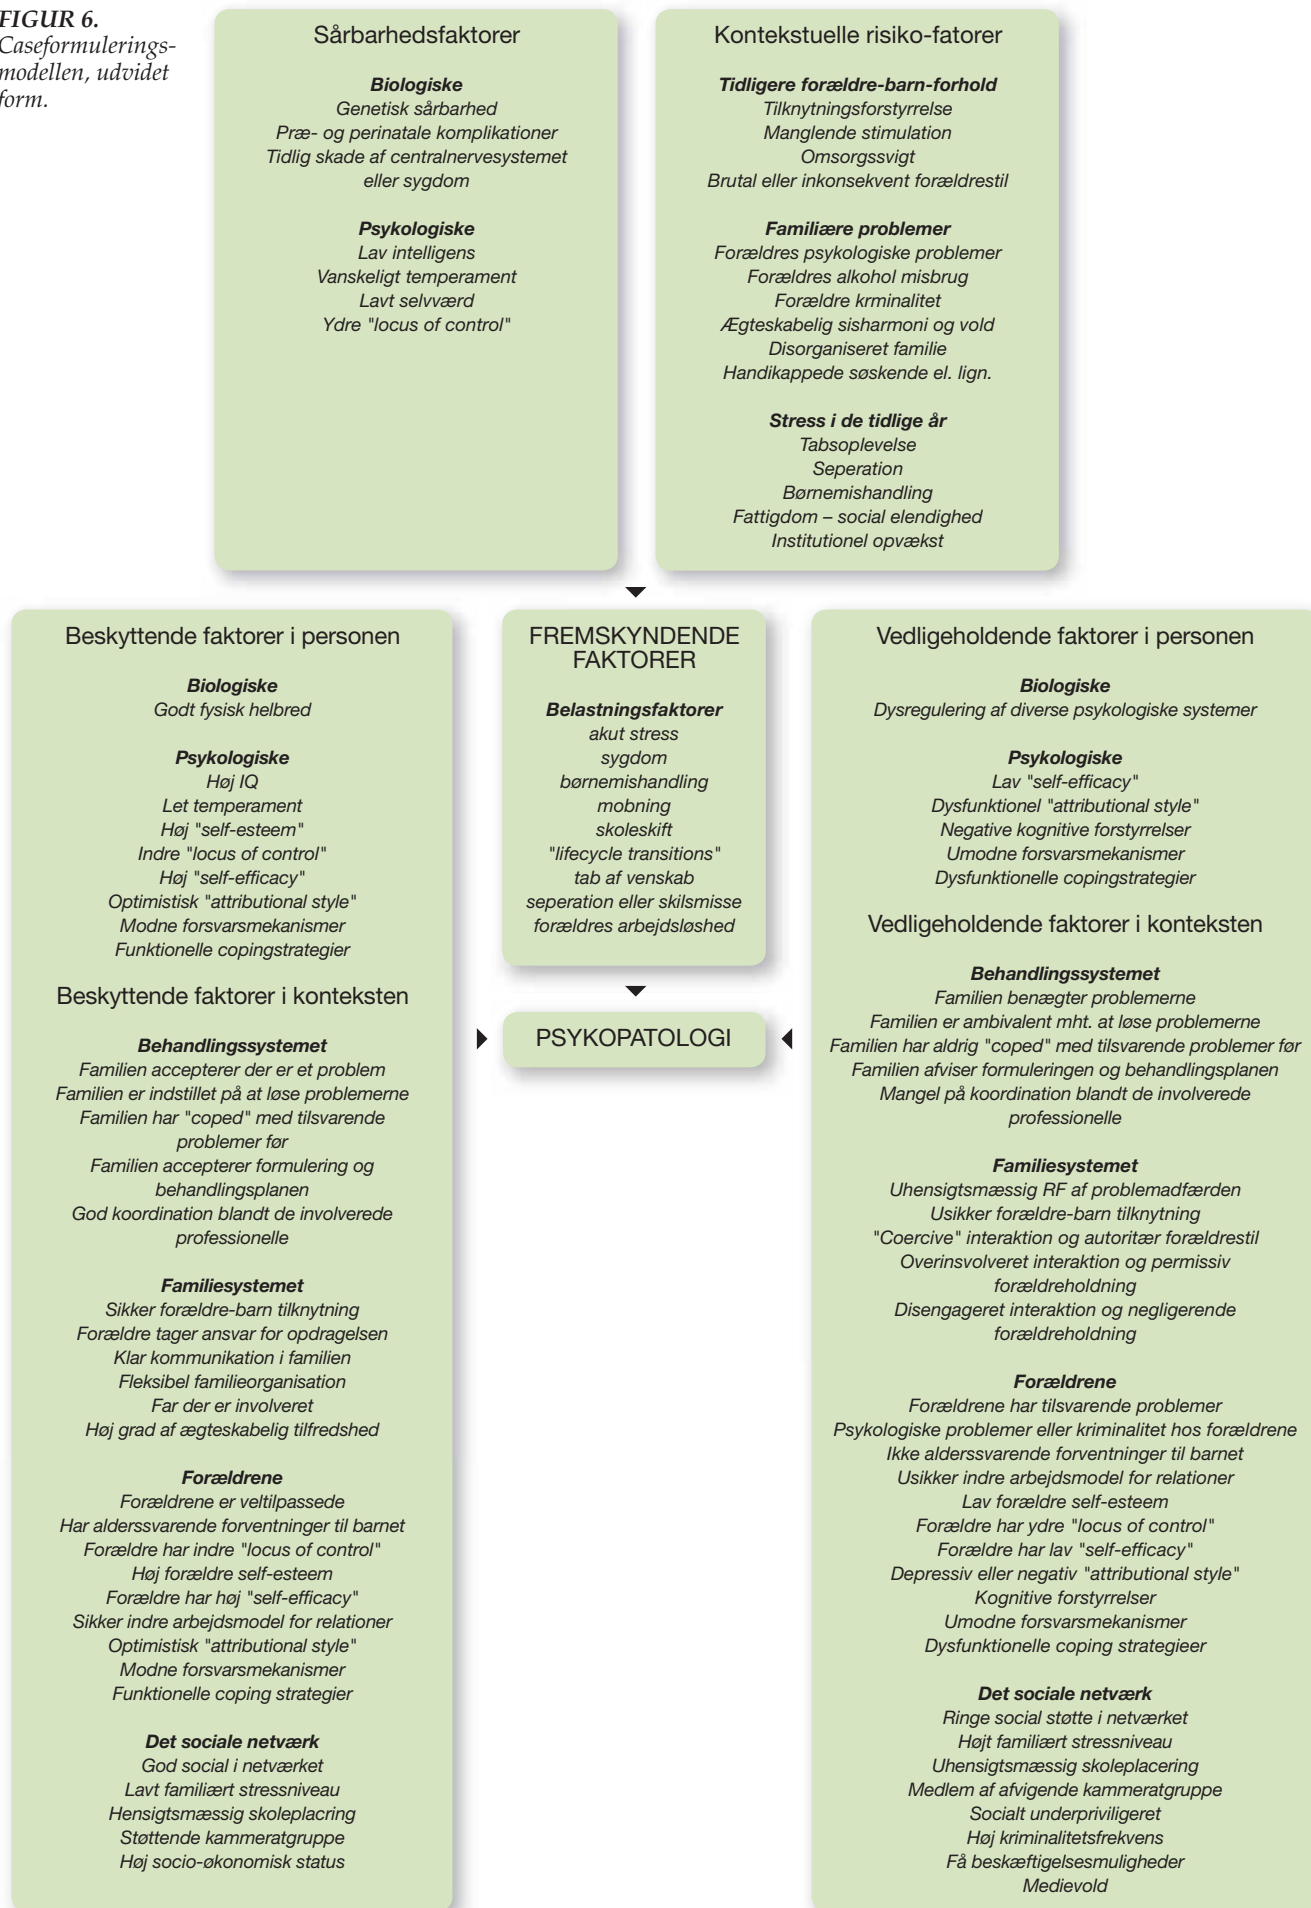 FIGUR 6.
Caseformulerings-
modellen, udvidet
form.
Sårbarhedsfaktorer
Biologiske
Genetisk sårbarhed
Præ- og perinatale komplikationer
Tidlig skade af centralnervesystemet
eller sygdom
Psykologiske
Lav intelligens
Vanskeligt temperament
Lavt selvværd
Ydre "locus of control"
Kontekstuelle risiko-fatorer
Tidligere forældre-barn-forhold
Tilknytningsforstyrrelse
Manglende stimulation
Omsorgssvigt
Brutal eller inkonsekvent forældrestil
Familiære problemer
Forældres psykologiske problemer
Forældres alkohol misbrug
Forældre krminalitet
Ægteskabelig sisharmoni og vold
Disorganiseret familie
Handikappede søskende el. lign.
Stress i de tidlige år
Tabsoplevelse
Seperation
Børnemishandling
Fattigdom – social elendighed
Institutionel opvækst
Beskyttende faktorer i personen
Biologiske
Godt fysisk helbred
Psykologiske
Høj IQ
Let temperament
Høj "self-esteem"
Indre "locus of control"
Høj "self-efficacy"
Optimistisk "attributional style"
Modne forsvarsmekanismer
Funktionelle copingstrategier
Beskyttende faktorer i konteksten
Behandlingssystemet
Familien accepterer der er et problem
Familien er indstillet på at løse problemerne
Familien har "coped" med tilsvarende
problemer før
Familien accepterer formulering og
behandlingsplanen
God koordination blandt de involverede
professionelle
Familiesystemet
Sikker forældre-barn tilknytning
Forældre tager ansvar for opdragelsen
Klar kommunikation i familien
Fleksibel familieorganisation
Far der er involveret
Høj grad af ægteskabelig tilfredshed
Forældrene
Forældrene er veltilpassede
Har alderssvarende forventninger til barnet
Forældre har indre "locus of control"
Høj forældre self-esteem
Forældre har høj "self-efficacy"
Sikker indre arbejdsmodel for relationer
Optimistisk "attributional style"
Modne forsvarsmekanismer
Funktionelle coping strategier
Det sociale netværk
God social i netværket
Lavt familiært stressniveau
Hensigtsmæssig skoleplacring
Støttende kammeratgruppe
Høj socio-økonomisk status
FREMSKYNDENDE
FAKTORER
Belastningsfaktorer
akut stress
sygdom
børnemishandling
mobning
skoleskift
"lifecycle transitions"
tab af venskab
seperation eller skilsmisse
forældres arbejdsløshed
PSYKOPATOLOGI
Vedligeholdende faktorer i personen
Biologiske
Dysregulering af diverse psykologiske systemer
Psykologiske
Lav "self-efficacy"
Dysfunktionel "attributional style"
Negative kognitive forstyrrelser
Umodne forsvarsmekanismer
Dysfunktionelle copingstrategier
Vedligeholdende faktorer i konteksten
Behandlingssystemet
Familien benægter problemerne
Familien er ambivalent mht. at løse problemerne
Familien har aldrig "coped" med tilsvarende problemer før
Familien afviser formuleringen og behandlingsplanen
Mangel på koordination blandt de involverede
professionelle
Familiesystemet
Uhensigtsmæssig RF af problemadfærden
Usikker forældre-barn tilknytning
"Coercive" interaktion og autoritær forældrestil
Overinsvolveret interaktion og permissiv
forældreholdning
Disengageret interaktion og negligerende
forældreholdning
Forældrene
Forældrene har tilsvarende problemer
Psykologiske problemer eller kriminalitet hos forældrene
Ikke alderssvarende forventninger til barnet
Usikker indre arbejdsmodel for relationer
Lav forældre self-esteem
Forældre har ydre "locus of control"
Forældre har lav "self-efficacy"
Depressiv eller negativ "attributional style"
Kognitive forstyrrelser
Umodne forsvarsmekanismer
Dysfunktionelle coping strategieer
Det sociale netværk
Ringe social støtte i netværket
Højt familiært stressniveau
Uhensigtsmæssig skoleplacering
Medlem af afvigende kammeratgruppe
Socialt underpriviligeret
Høj kriminalitetsfrekvens
Få beskæftigelsesmuligheder
Medievold